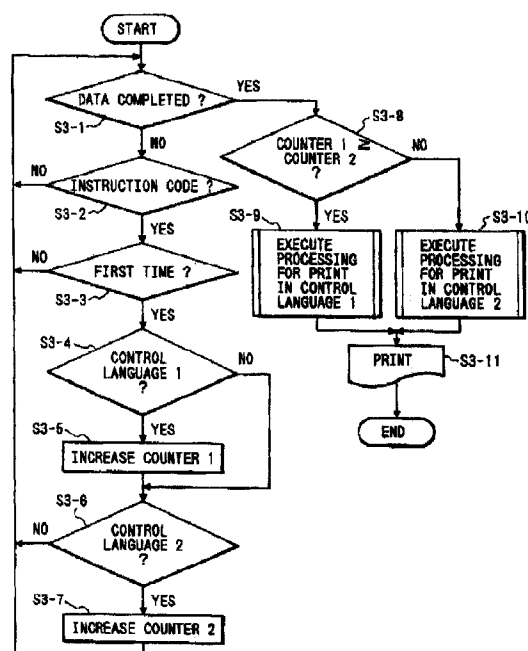 START
DATA COMPLETED ?
YES
S3-1
NO
INSTRUCTION CODE ?
NO
S3-2
YES
FIRST TIME ?
NO
S3-3
YES
S3-4
CONTROL
LANGUAGE 1
?
NO
YES
S3-5
INCREASE COUNTER 1
S3-6
CONTROL
LANGUAGE 2
?
NO
YES
S3-7
INCREASE COUNTER 2
S3-8
COUNTER 1 ≥
COUNTER 2
?
NO
YES
S3-9
EXECUTE
PROCESSING
FOR PRINT
IN CONTROL
LANGUAGE 1
S3-10
EXECUTE
PROCESSING
FOR PRINT
IN CONTROL
LANGUAGE 2
PRINT
S3-11
END